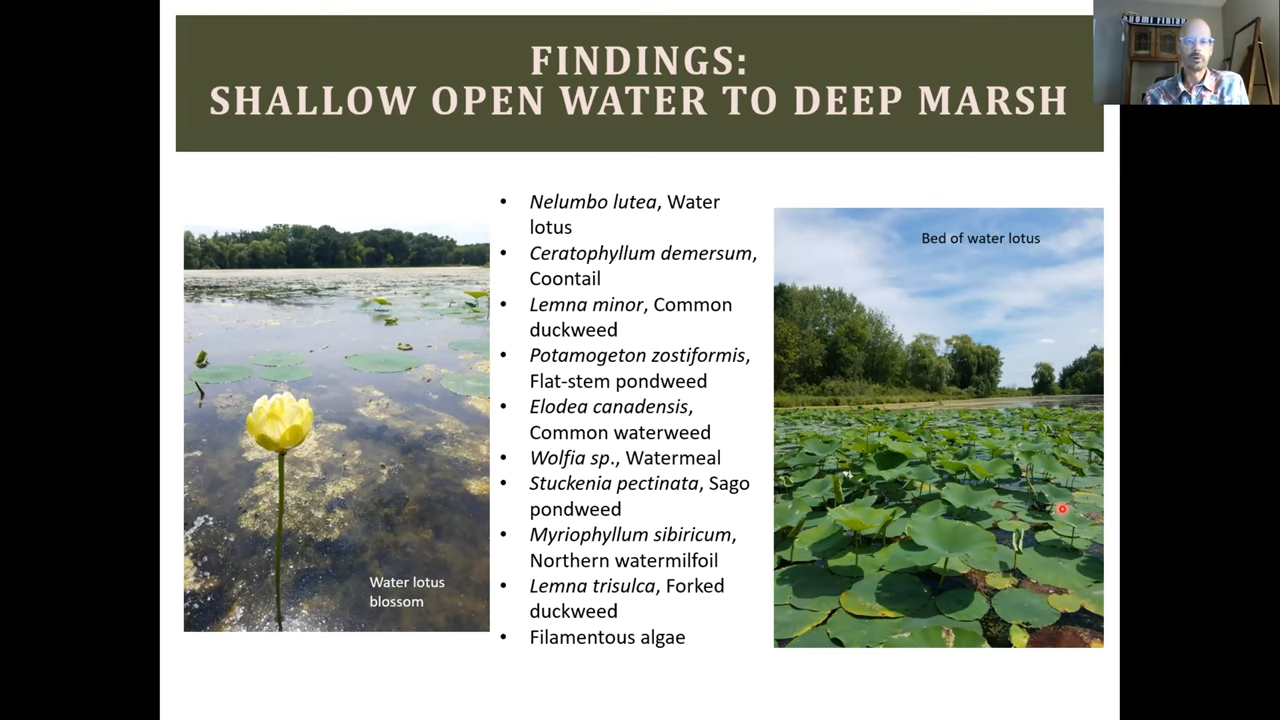 FINDINGS:
SHALLOW OPEN WATER TO DEEP MARSH
Nelumbo lutea, Water
lotus
Ceratophyllum demersum,
Coontail
Lemna minor, Common
duckweed
Potamogeton zostiformis,
Flat-stem pondweed
Elodea canadensis,
Common waterweed
Wolfia sp., Watermeal
Stuckenia pectinata, Sago
pondweed
Myriophyllum sibiricum,
Northern watermilfoil
Lemna trisulca, Forked
duckweed
Filamentous algae
Water lotus
blossom
Bed of water lotus